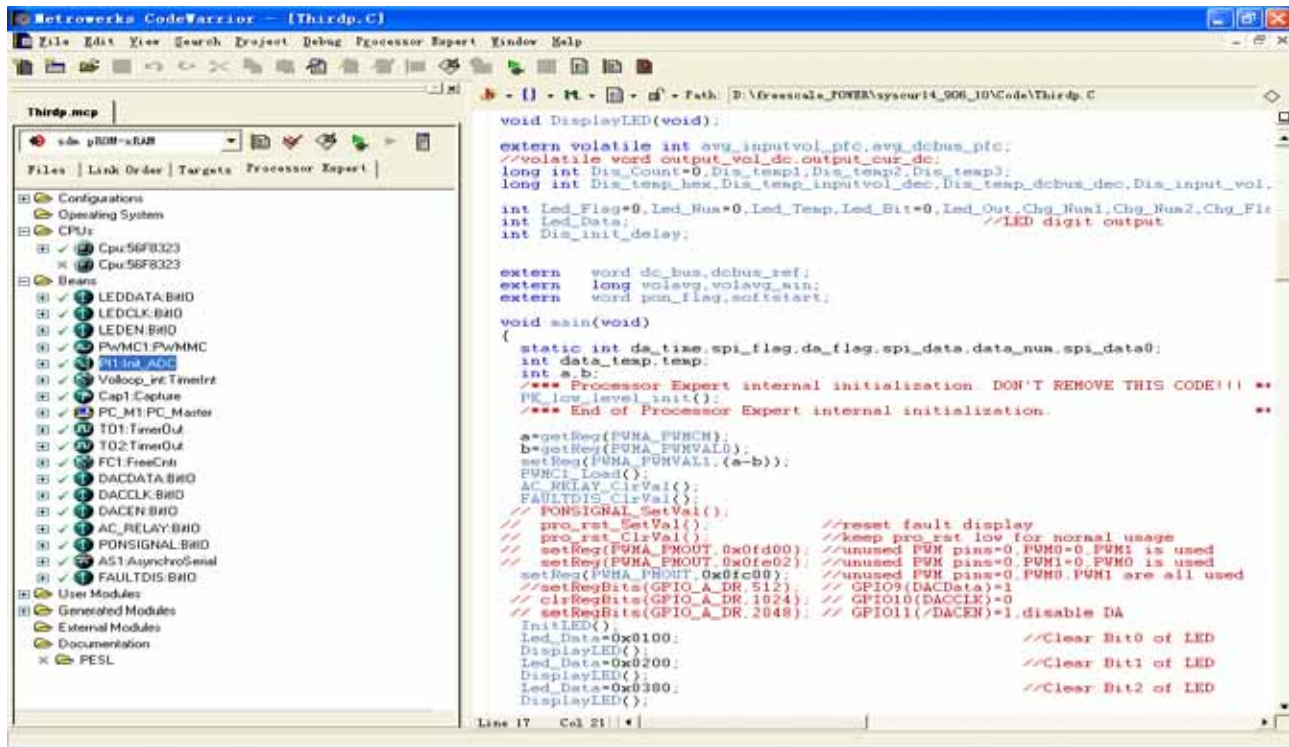 Metrowerks CodeWarrior - [Thirdp.C]
File Edit View Search Project Debug Processor Expert Window Help
Path: D:\freescale_POWER\syscur14_906_10\Code\Thirdp.C
Thirdp.mcp
sdm pROM-xRAM
Files Link Order Targets Processor Expert
Configurations
Operating System
CPUs
Cpu:56F8323
Cpu:56F8323
Beans
LEDDATA:BitIO
LEDCLK:BitIO
LEDEN:BitIO
PWMC1:PWMMC
PI1:Init_ADC
Volloop_int:TimerInt
Cap1:Capture
PC_M1:PC_Master
TO1:TimerOut
TO2:TimerOut
FC1:FreeCntr
DACDATA:BitIO
DACCLK:BitIO
DACEN:BitIO
AC_RELAY:BitIO
PONSIGNAL:BitIO
AS1:AsynchroSerial
FAULTDIS:BitIO
User Modules
Generated Modules
External Modules
Documentation
PESL
void DisplayLED(void);
extern volatile int avg_inputvol_pfc,avg_dcbus_pfc;
//volatile word output_vol_dc,output_cur_dc;
long int Dis_Count=0,Dis_temp1,Dis_temp2,Dis_temp3;
long int Dis_temp_hex,Dis_temp_inputvol_dec,Dis_temp_dcbus_dec,Dis_input_vol,
int Led_Flag=0,Led_Num=0,Led_Temp,Led_Bit=0,Led_Out,Chg_Num1,Chg_Num2,Chg_Fla
int Led_Data; //LED digit output
int Dis_init_delay;
extern word dc_bus,dcbus_ref;
extern long volavg,volavg_min;
extern word pon_flag,softstart;
void main(void)
{
static int da_time,spi_flag,da_flag,spi_data,data_num,spi_data0;
int data_temp,temp;
int a,b;
/*** Processor Expert internal initialization. DON'T REMOVE THIS CODE!!! **
PE_low_level_init();
/*** End of Processor Expert internal initialization. **
a=getReg(PWMA_PWMCM);
b=getReg(PWMA_PWMVAL0);
setReg(PWMA_PWMVAL1,(a-b));
PWMC1_Load();
AC_RELAY_ClrVal();
FAULTDIS_ClrVal();
// PONSIGNAL_SetVal();
// pro_rst_SetVal(); //reset fault display
// pro_rst_ClrVal(); //keep pro_rst low for normal usage
// setReg(PWMA_PMOUT,0x0fd00); //unused PWM pins=0,PWM0=0,PWM1 is used
// setReg(PWMA_PMOUT,0x0fe02); //unused PWM pins=0,PWM1=0,PWM0 is used
setReg(PWMA_PMOUT,0x0fc00); //unused PWM pins=0,PWM0,PWM1 are all used
//setRegBits(GPIO_A_DR,512); // GPIO9(DACData)=1
// clrRegBits(GPIO_A_DR,1024); // GPIO10(DACCLK)=0
// setRegBits(GPIO_A_DR,2048); // GPIO11(/DACEN)=1,disable DA
InitLED();
Led_Data=0x0100; //Clear Bit0 of LED
DisplayLED();
Led_Data=0x0200; //Clear Bit1 of LED
DisplayLED();
Led_Data=0x0300; //Clear Bit2 of LED
DisplayLED();
Line 17 Col 21